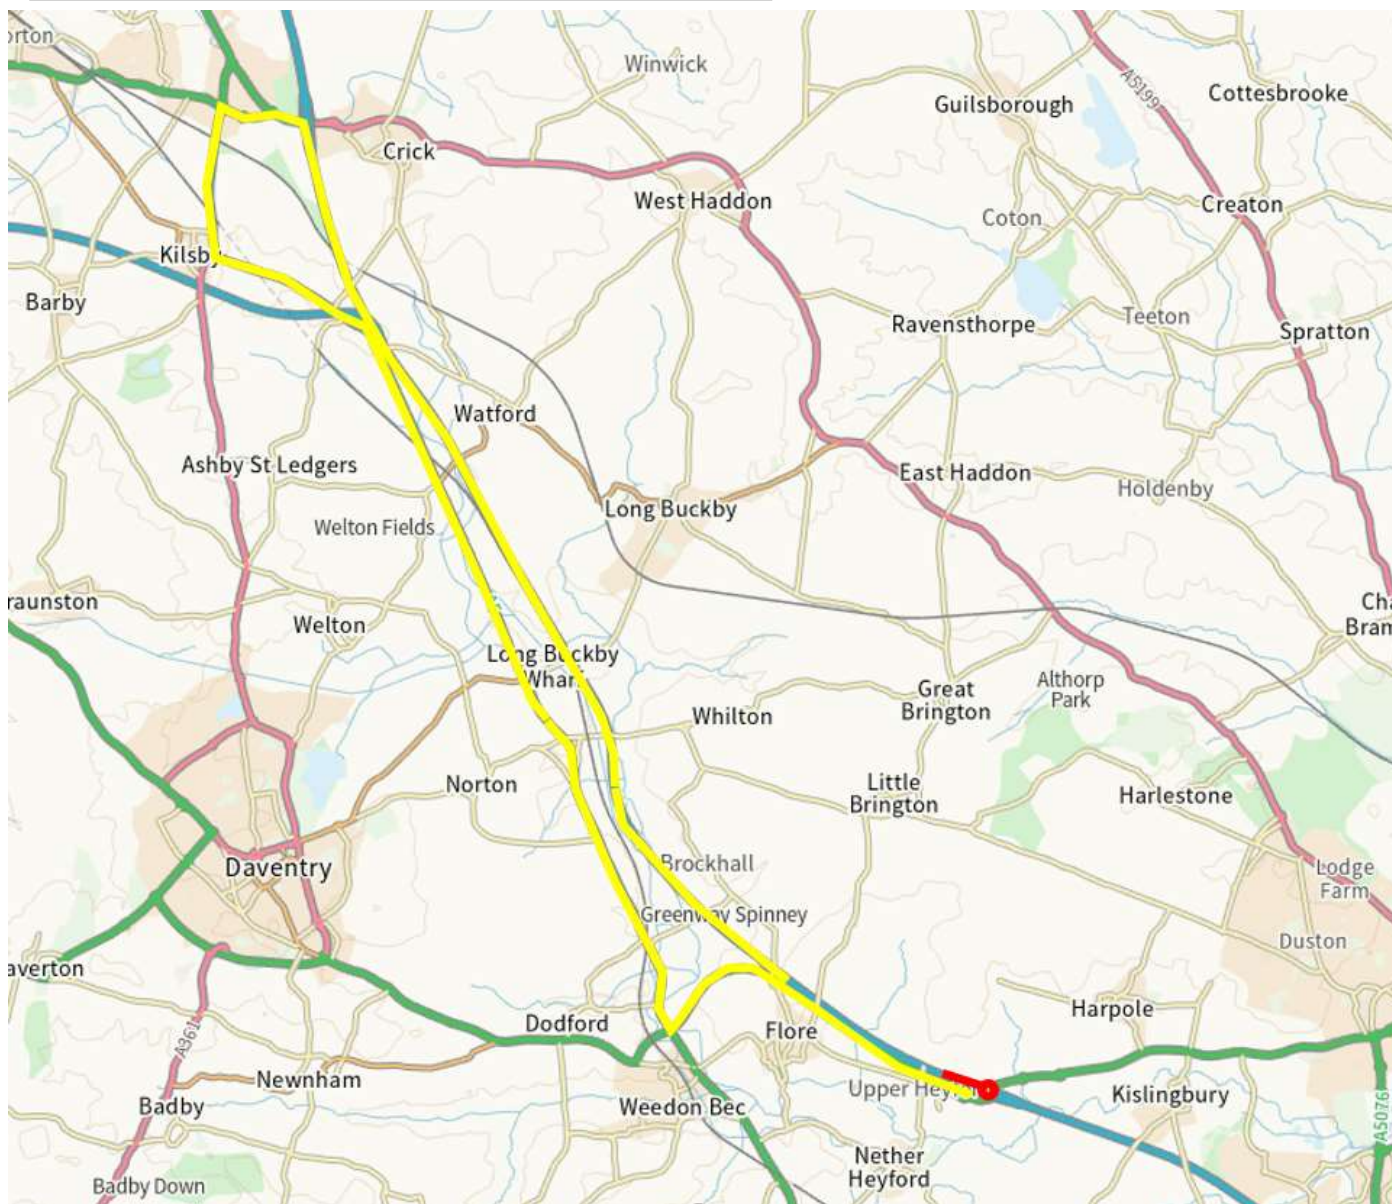 orton
Winwick
A5199
Cottesbrooke
Guilsborough
Crick
West Haddon
Creaton
Coton
Kilsby
Barby
Ravensthorpe
Teeton
Spratton
Watford
Ashby St Ledgers
East Haddon
Holdenby
Long Buckby
Welton Fields
raunston
Cha
Bram
Welton
Long Buckby
Wharf
Althorp
Park
Great
Brington
Whilton
Norton
Little
Brington
Harlestone
Daventry
Brockhall
Lodge
Farm
Greenway Spinney
Duston
averton
Harpole
Dodford
Flore
A361
Newnham
Upper Hey
Kislingbury
Badby
Weedon Bec
A5076
Nether
Heyford
Badby Down